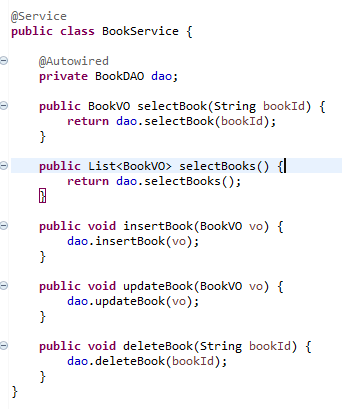 @Service
public class BookService {
@Autowired
private BookDAO dao;
public BookVO selectBook(String bookId) {
return dao.selectBook(bookId);
}
public List<BookVO> selectBooks() {
return dao.selectBooks();
}
public void insertBook(BookVO vo) {
dao.insertBook(vo);
}
public void updateBook(BookVO vo) {
dao.updateBook(vo);
}
public void deleteBook(String bookId) {
dao.deleteBook(bookId);
}
}